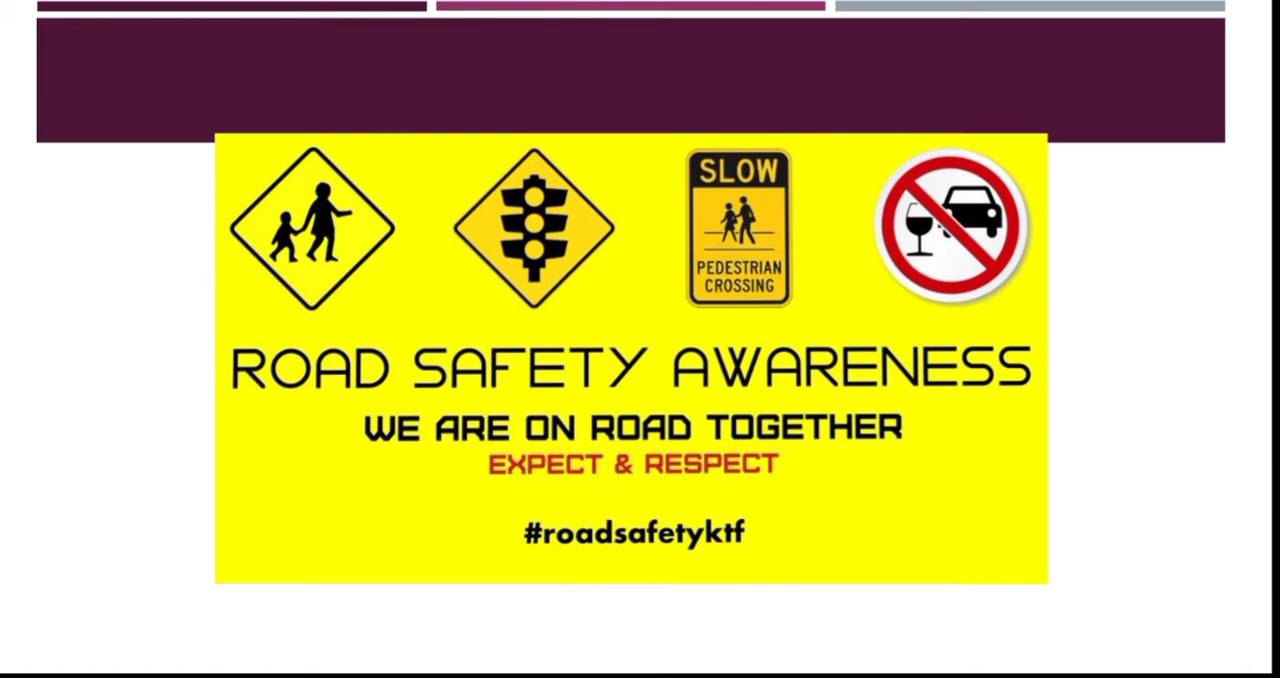 SLOW
PEDESTRIAN
CROSSING
ROAD SAFETY AWARENESS
WE ARE ON ROAD TOGETHER
EXPECT & RESPECT
#roadsafetyktf